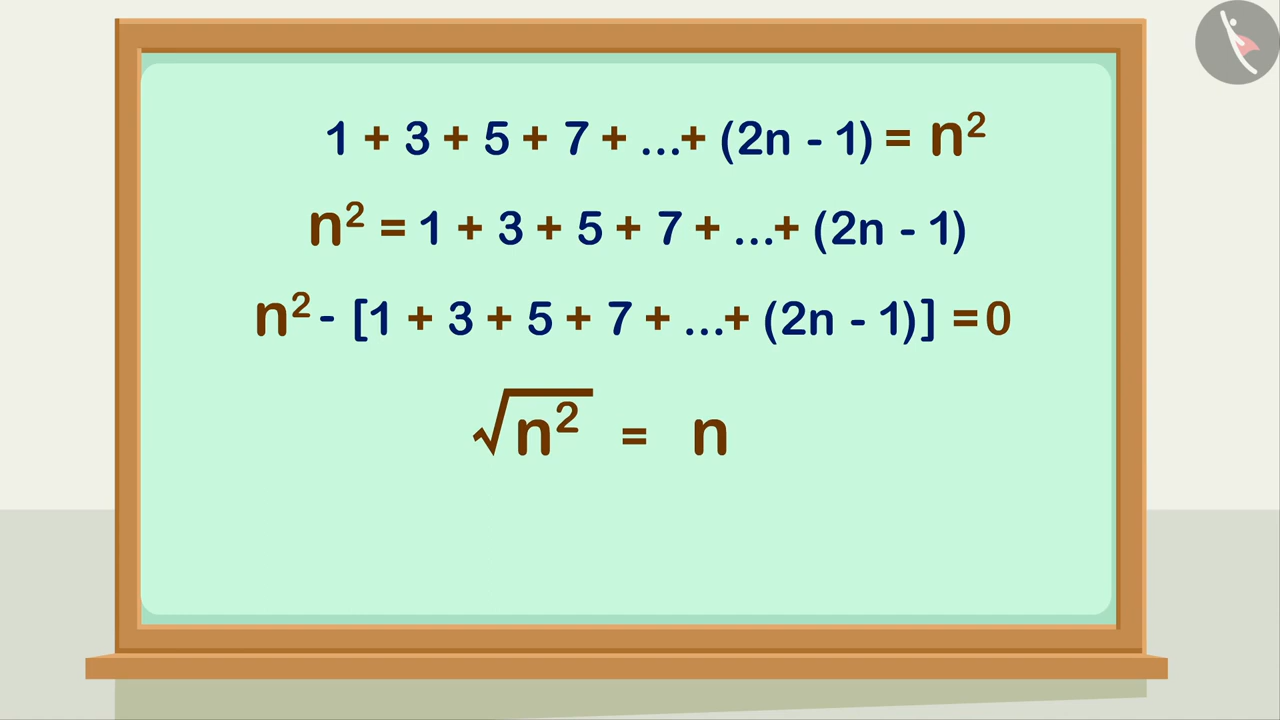 1 + 3 + 5 + 7 + ...+ (2n - 1) = n²
n² = 1 + 3 + 5 + 7 + ...+ (2n - 1)
n² - [1 + 3 + 5 + 7 + ...+ (2n - 1)] = 0
√n² = n